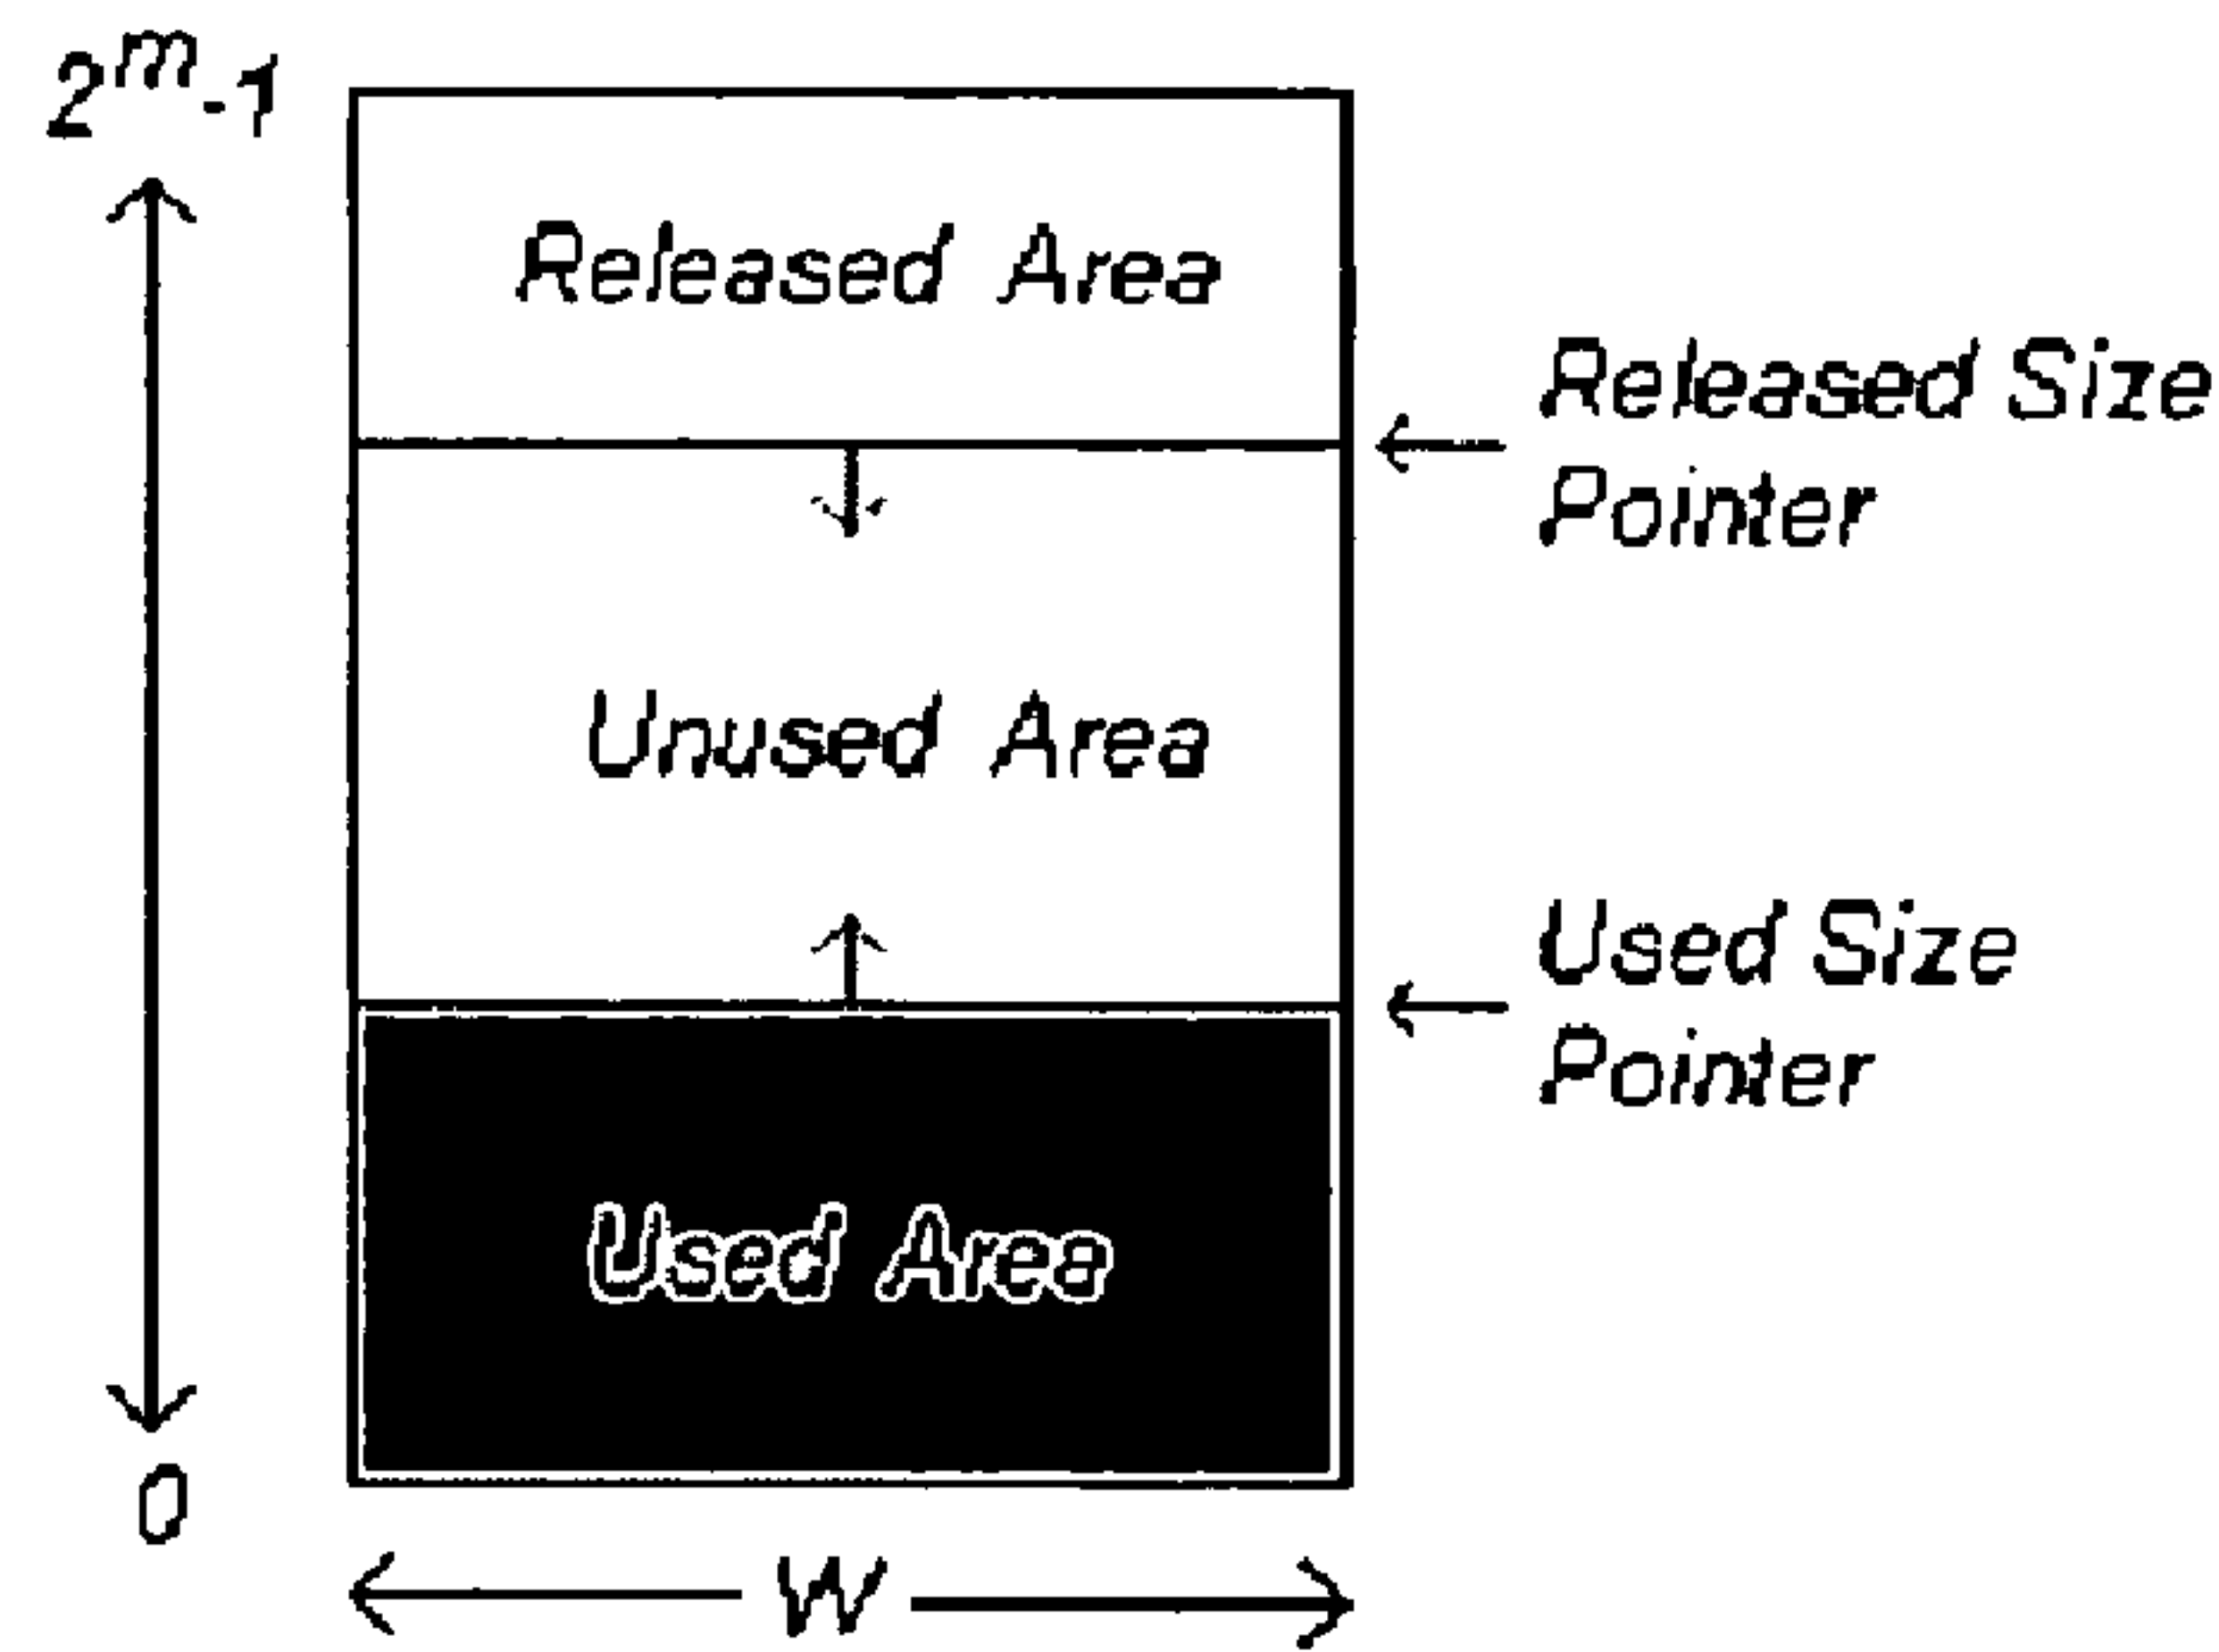 2^m-1
Released Area
Released Size
Pointer
Unused Area
Used Size
Pointer
Used Area
0
W